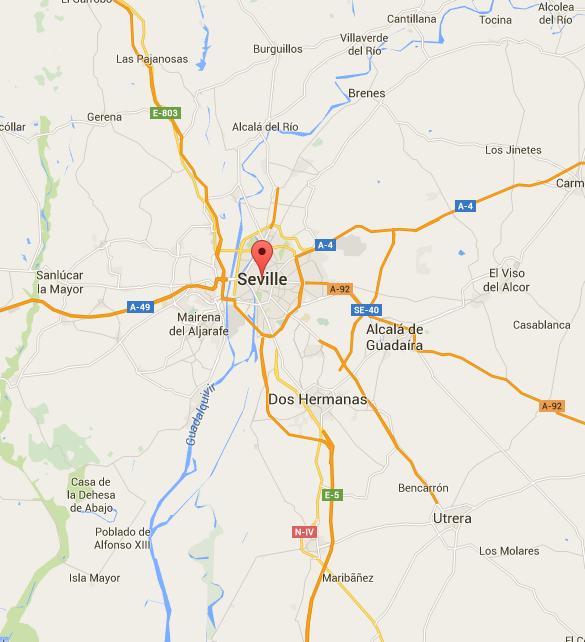 El Garrobo
Cantillana
Tocina
Alcolea
del Río
Villaverde
del Río
Burguillos
Las Pajanosas
Brenes
E-803
Gerena
cóllar
Alcalá del Río
Los Jinetes
Carm
A-4
A-4
Seville
Sanlúcar
la Mayor
El Viso
del Alcor
A-92
A-49
SE-40
Mairena
del Aljarafe
Alcalá de
Guadaíra
Casablanca
Guadalquivir
Dos Hermanas
A-92
Casa de
la Dehesa
de Abajo
Bencarrón
E-5
Utrera
N-IV
Poblado de
Alfonso XIII
Los Molares
Isla Mayor
Maribáñez
El C